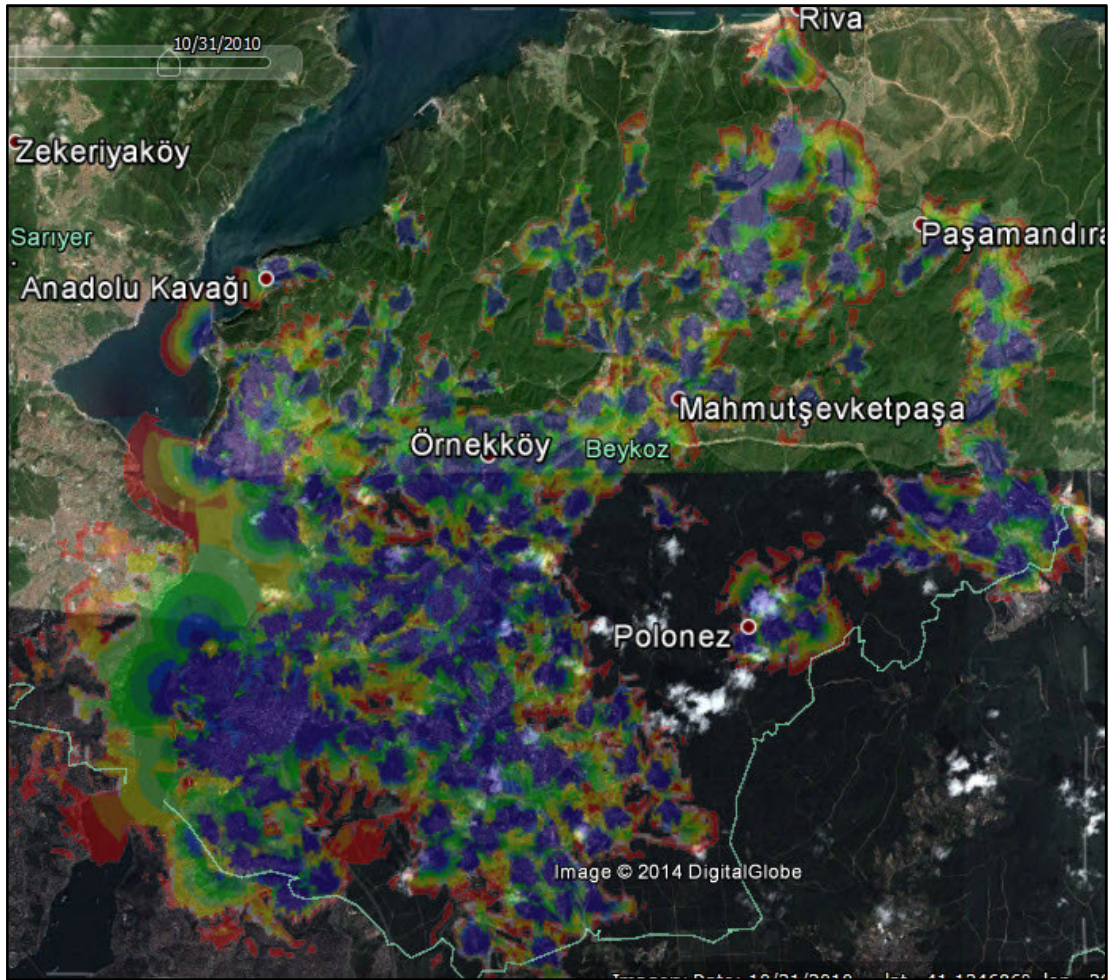 Riva
10/31/2010
Zekeriyaköy
Sarıyer
Paşamandıra
Anadolu Kavağı
Mahmutşevketpaşa
Örnekköy
Beykoz
Polonez
Image © 2014 DigitalGlobe